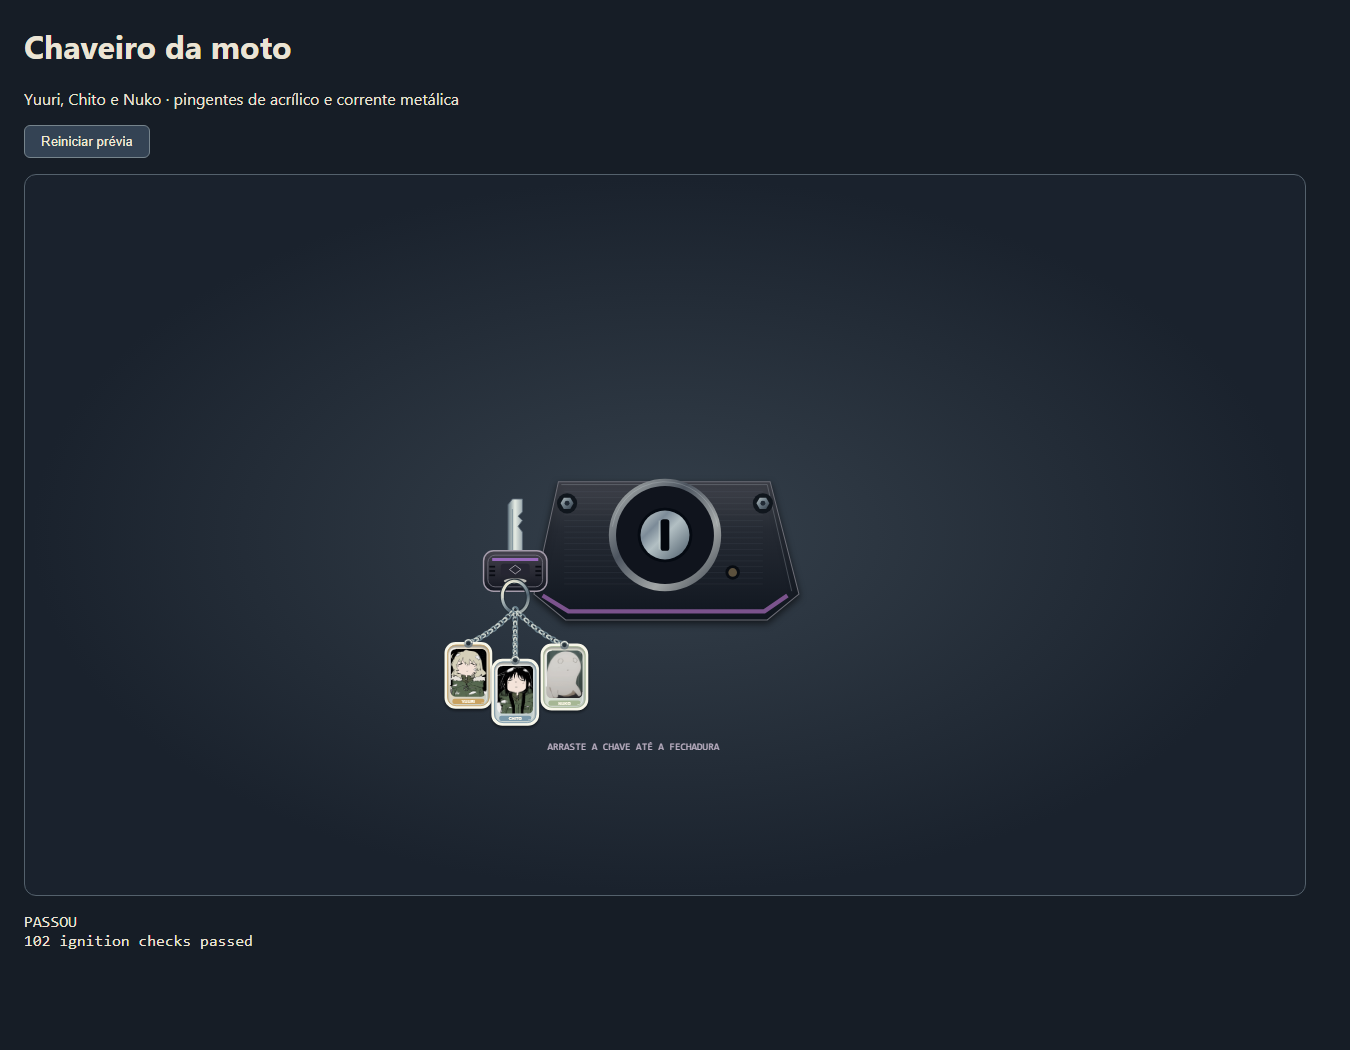 Chaveiro da moto
Yuuri, Chito e Nuko · pingentes de acrílico e corrente metálica
Reiniciar prévia
CHITO
ARRASTE A CHAVE ATÉ A FECHADURA
PASSOU
102 ignition checks passed